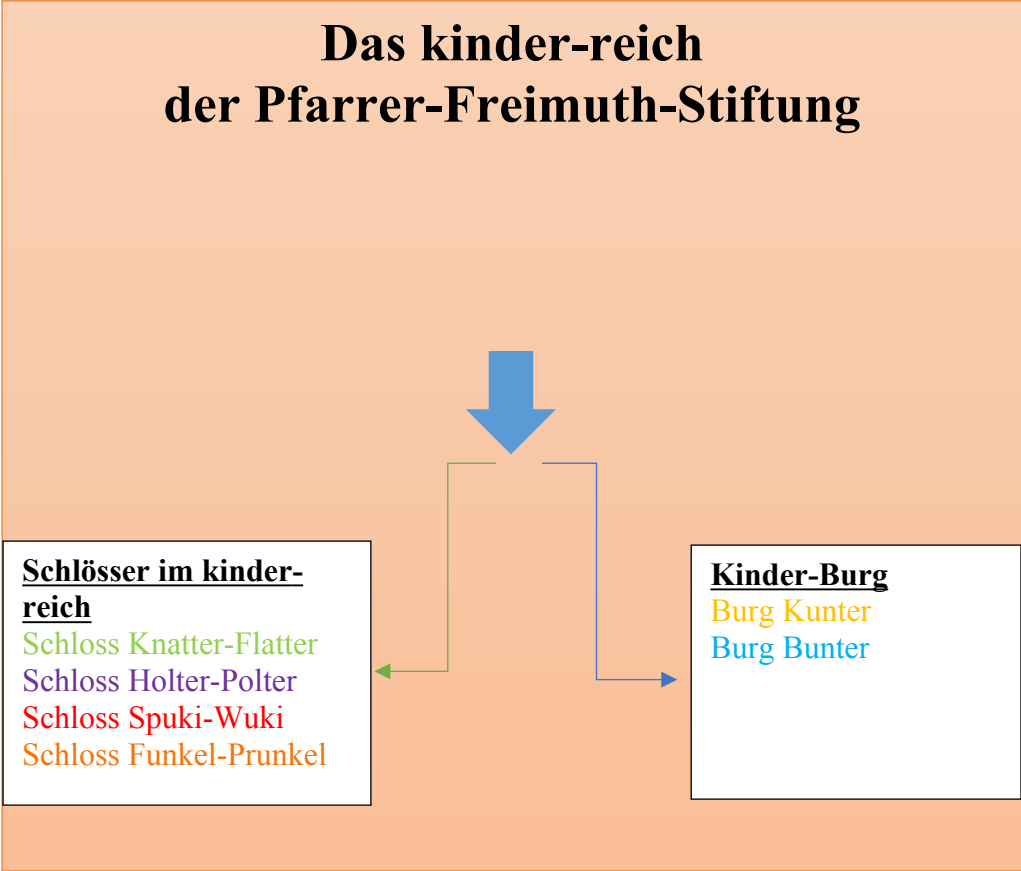 Das kinder-reich
der Pfarrer-Freimuth-Stiftung
Schlösser im kinder-
reich
Schloss Knatter-Flatter
Schloss Holter-Polter
Schloss Spuki-Wuki
Schloss Funkel-Prunkel
Kinder-Burg
Burg Kunter
Burg Bunter